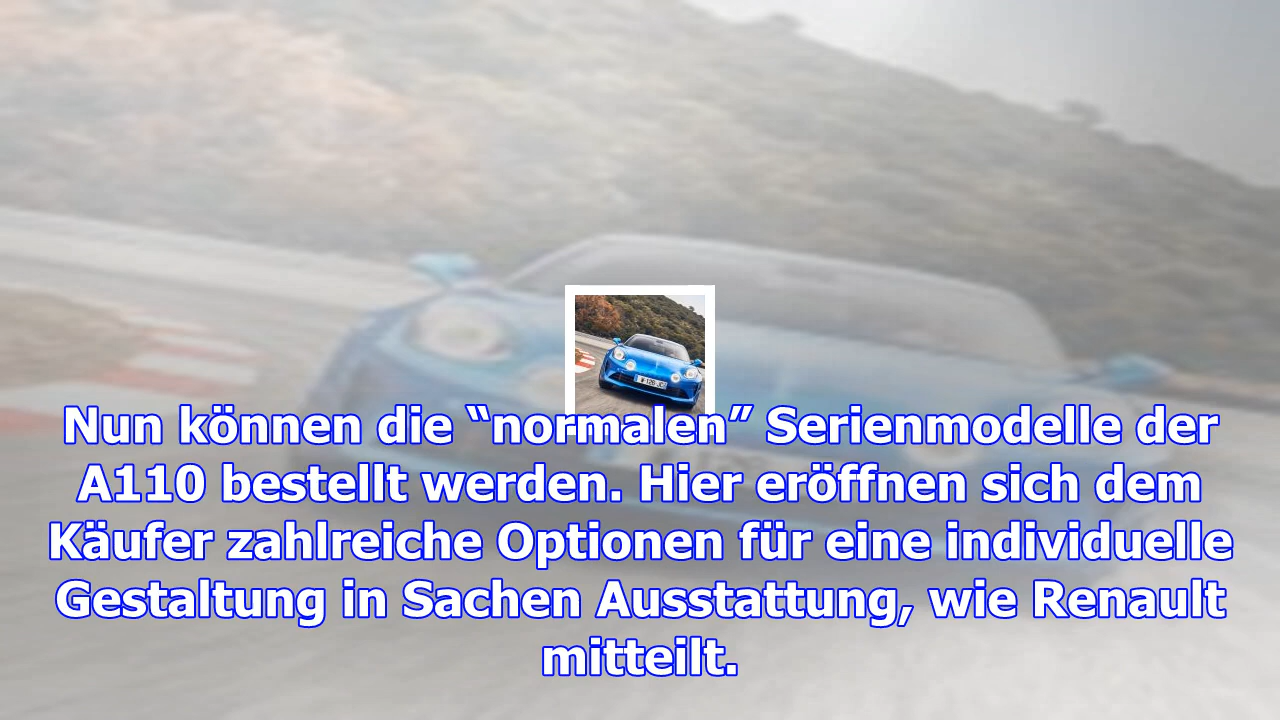 Nun können die “normalen” Serienmodelle der
A110 bestellt werden. Hier eröffnen sich dem
Käufer zahlreiche Optionen für eine individuelle
Gestaltung in Sachen Ausstattung, wie Renault
mitteilt.